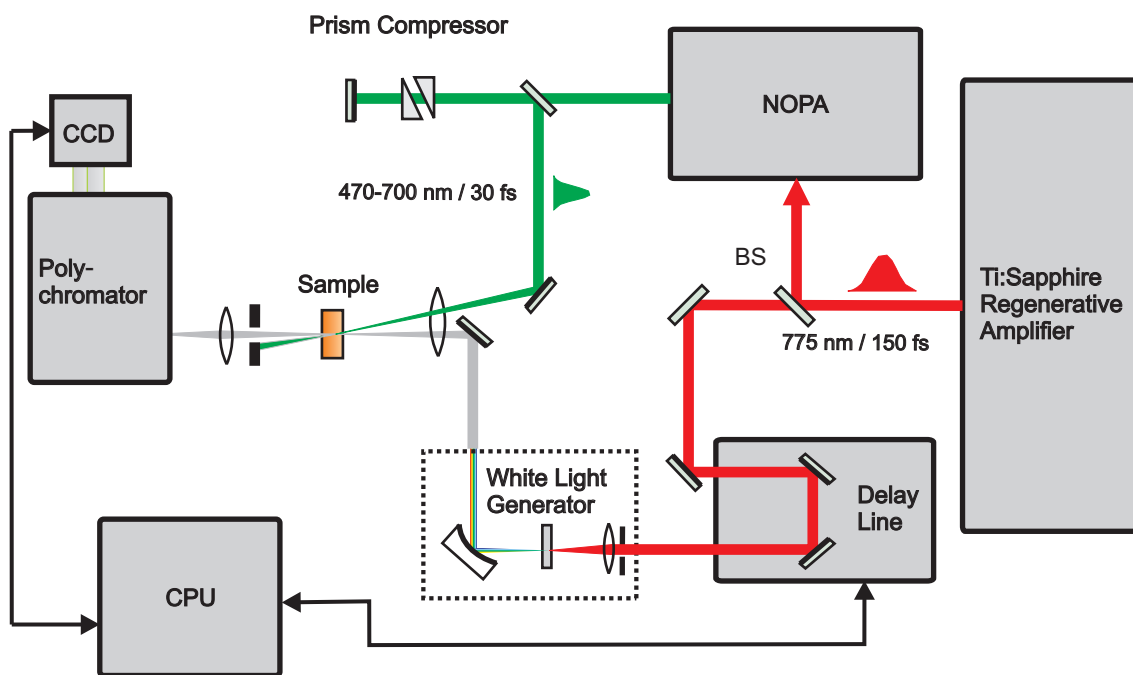 Prism Compressor
NOPA
CCD
470-700 nm / 30 fs
Poly-
chromator
Sample
BS
Ti:Sapphire
Regenerative
Amplifier
775 nm / 150 fs
White Light
Generator
Delay
Line
CPU